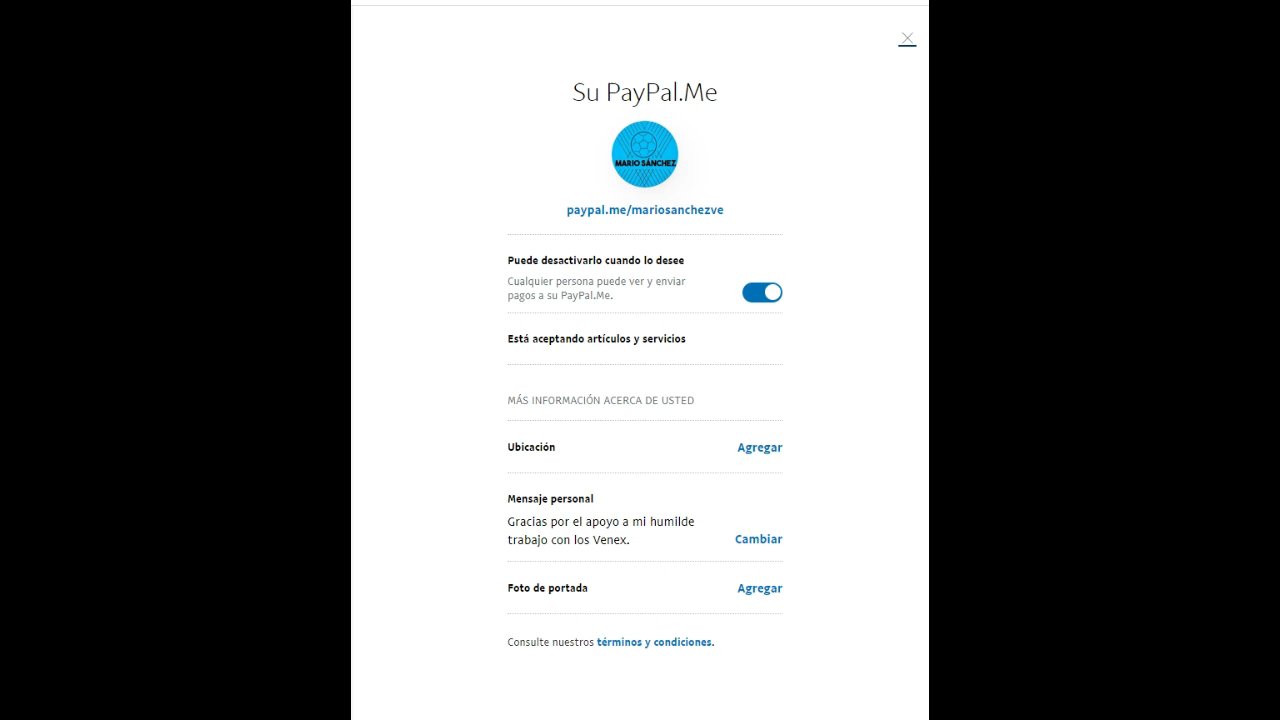 Su PayPal.Me
MARIO SÁNCHEZ
paypal.me/mariosanchezve
Puede desactivarlo cuando lo desee
Cualquier persona puede ver y enviar
pagos a su PayPal.Me.
Está aceptando artículos y servicios
MÁS INFORMACIÓN ACERCA DE USTED
Ubicación Agregar
Mensaje personal
Gracias por el apoyo a mi humilde
trabajo con los Venex. Cambiar
Foto de portada Agregar
Consulte nuestros términos y condiciones.